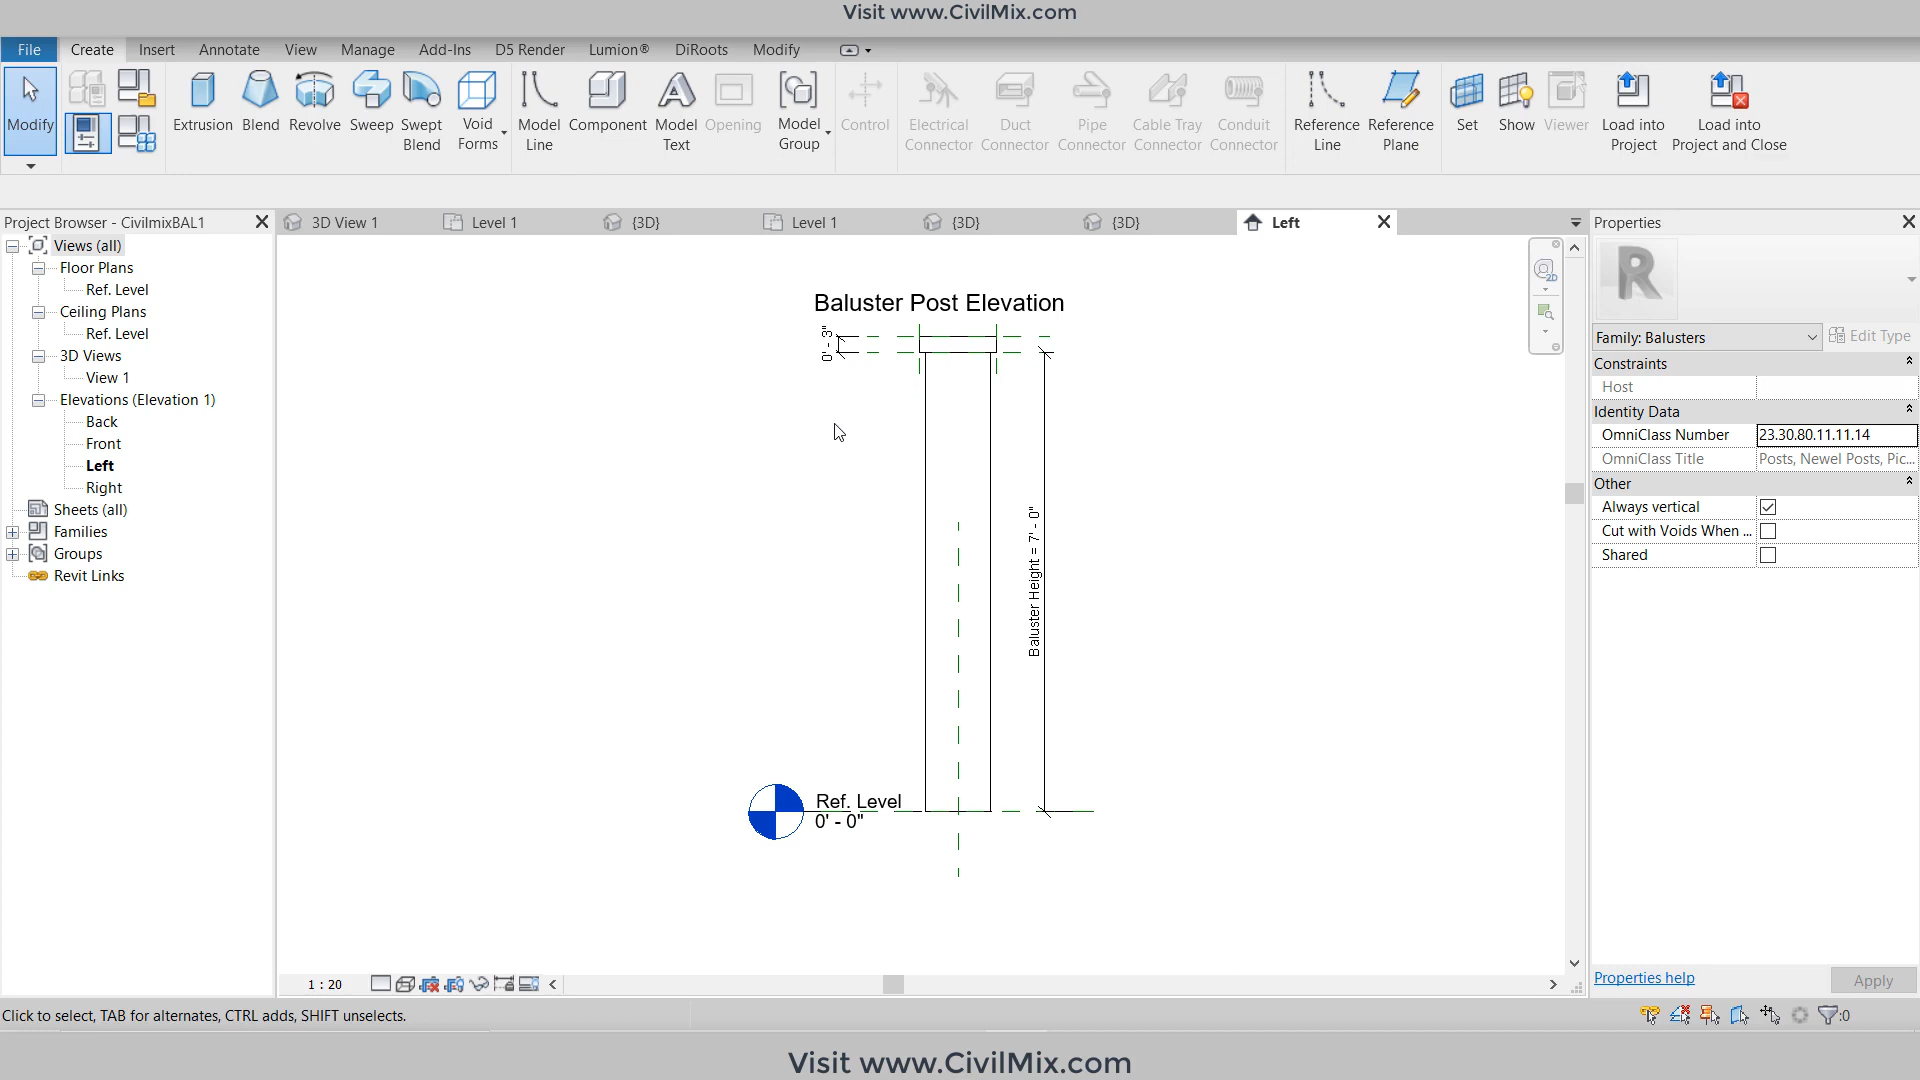 Visit www.CivilMix.com
File Create Insert Annotate View Manage Add-Ins D5 Render Lumion® DiRoots Modify
Modify
Extrusion Blend Revolve Sweep Swept Blend Void Forms
Model Line Component Model Text Opening Model Group Control
Electrical Connector Duct Connector Pipe Connector Cable Tray Connector Conduit Connector
Reference Line Reference Plane Set Show Viewer Load into Project Load into Project and Close
Project Browser - CivilmixBAL1
3D View 1 Level 1 {3D} Level 1 {3D} {3D} Left
Properties
Views (all)
Floor Plans
Ref. Level
Ceiling Plans
Ref. Level
3D Views
View 1
Elevations (Elevation 1)
Back
Front
Left
Right
Sheets (all)
Families
Groups
Revit Links
Baluster Post Elevation
0' - 3"
Baluster Height = 7' - 0"
Ref. Level
0' - 0"
2D
R
Family: Balusters Edit Type
Constraints
Host
Identity Data
OmniClass Number 23.30.80.11.11.14
OmniClass Title Posts, Newel Posts, Pic...
Other
Always vertical
Cut with Voids When ...
Shared
Properties help Apply
1 : 20
Click to select, TAB for alternates, CTRL adds, SHIFT unselects.
:0
Visit www.CivilMix.com